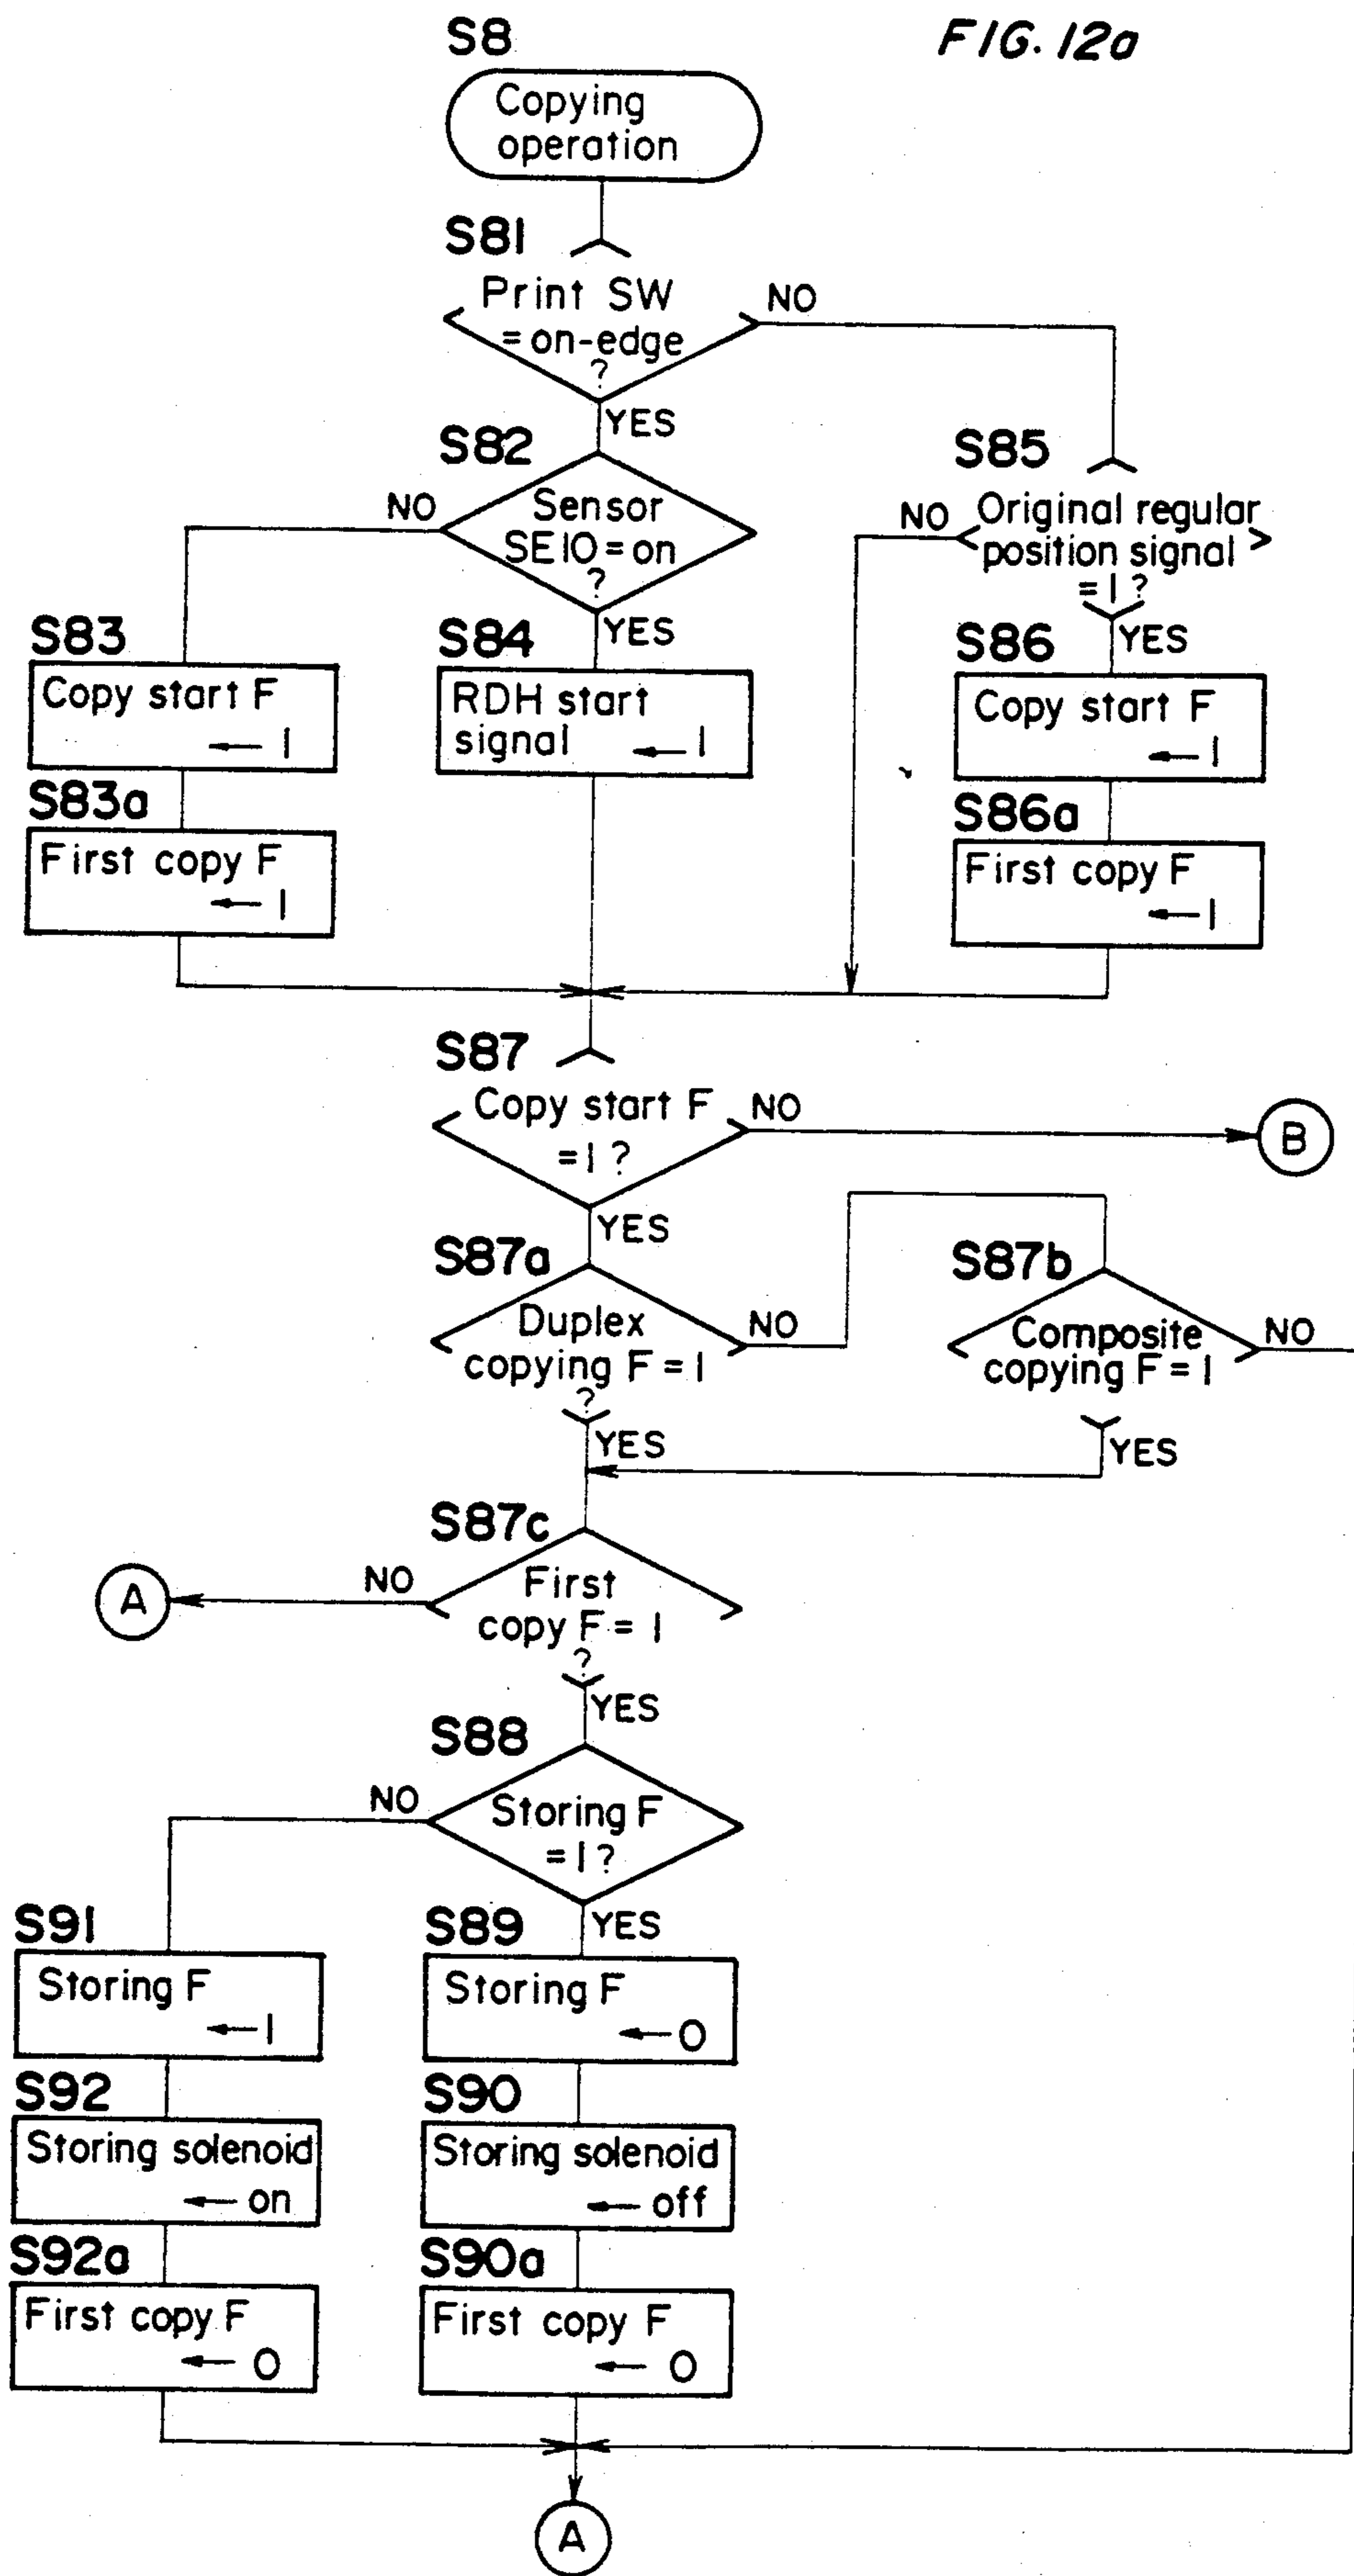 FIG. 12a
S8
Copying
operation
S81
Print SW
= on-edge
?
NO
YES
S82
Sensor
SE10 = on
?
NO
YES
S85
Original regular
position signal
= 1 ?
NO
YES
S83
Copy start F
← 1
S84
RDH start
signal ← 1
S86
Copy start F
← 1
S83a
First copy F
← 1
S86a
First copy F
← 1
S87
Copy start F
= 1 ?
NO
B
YES
S87a
Duplex
copying F = 1
?
NO
YES
S87b
Composite
copying F = 1
NO
YES
S87c
First
copy F = 1
?
NO
A
YES
S88
Storing F
= 1 ?
NO
YES
S91
Storing F
← 1
S89
Storing F
← 0
S92
Storing solenoid
← on
S90
Storing solenoid
← off
S92a
First copy F
← 0
S90a
First copy F
← 0
A